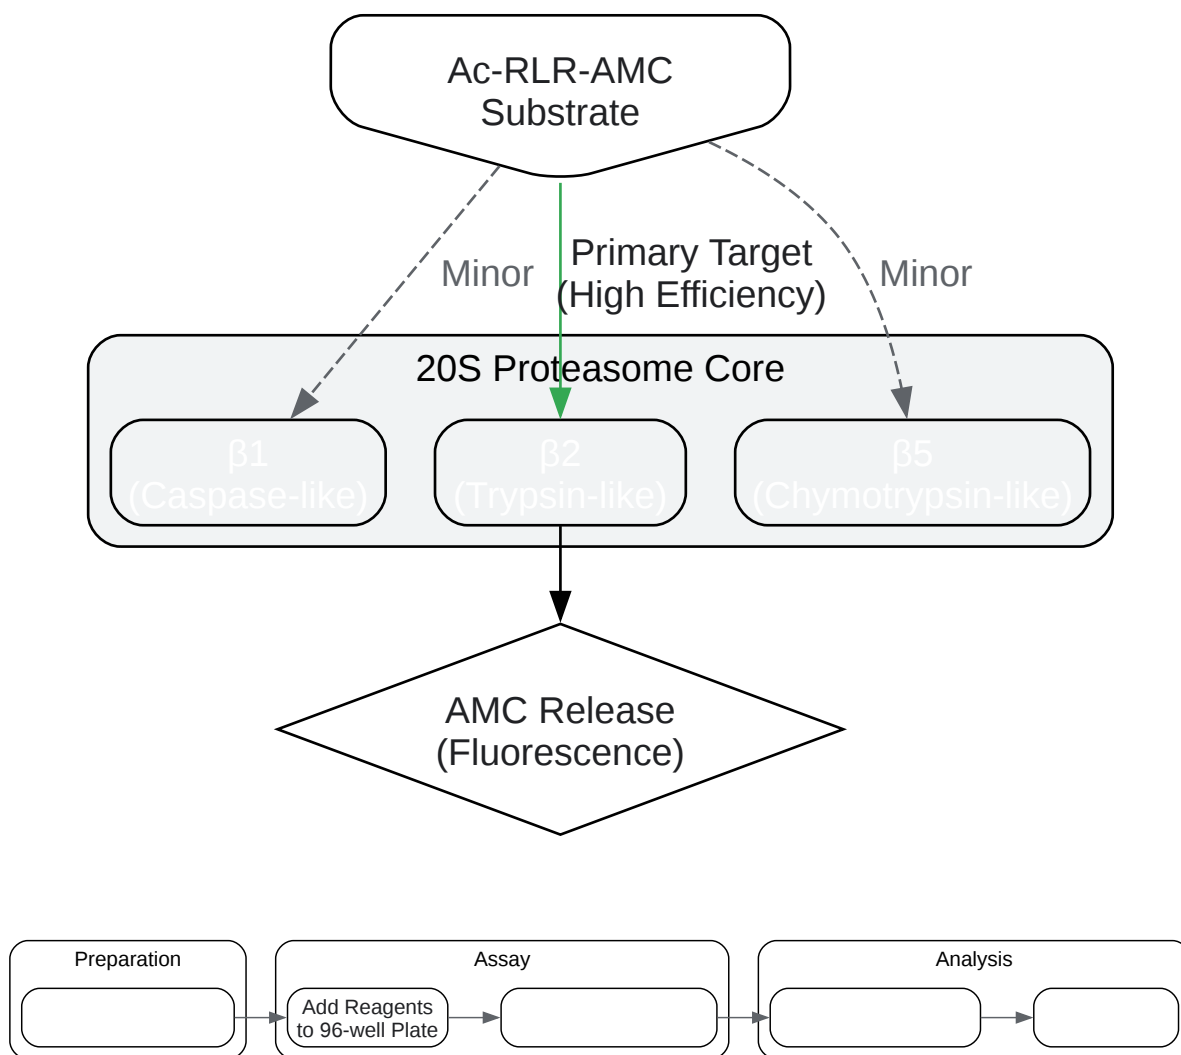 Ac-RLR-AMC
Substrate
Minor
Primary Target
(High Efficiency)
Minor
20S Proteasome Core
β1
(Caspase-like)
β2
(Trypsin-like)
β5
(Chymotrypsin-like)
AMC Release
(Fluorescence)
Preparation
Assay
Analysis
Add Reagents
to 96-well Plate